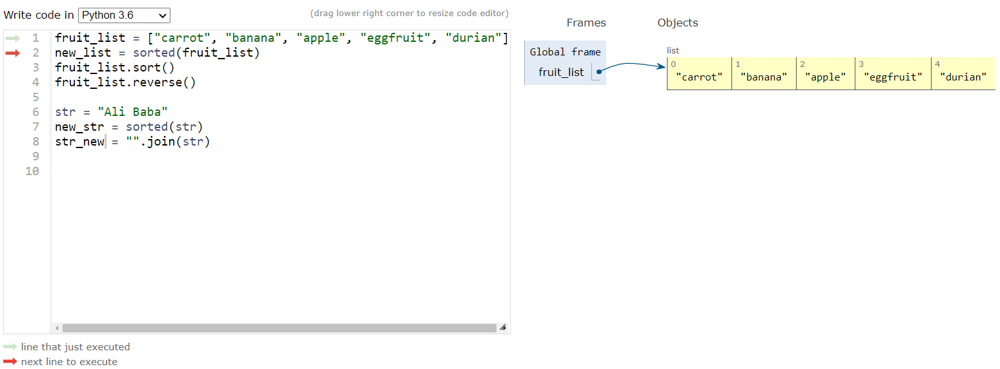 Write code in Python 3.6
(drag lower right corner to resize code editor)
1 fruit_list = ["carrot", "banana", "apple", "eggfruit", "durian"]
2 new_list = sorted(fruit_list)
3 fruit_list.sort()
4 fruit_list.reverse()
5
6 str = "Ali Baba"
7 new_str = sorted(str)
8 str_new = "".join(str)
9
10
line that just executed
next line to execute
Frames Objects
Global frame
fruit_list
list
0 1 2 3 4
"carrot" "banana" "apple" "eggfruit" "durian"